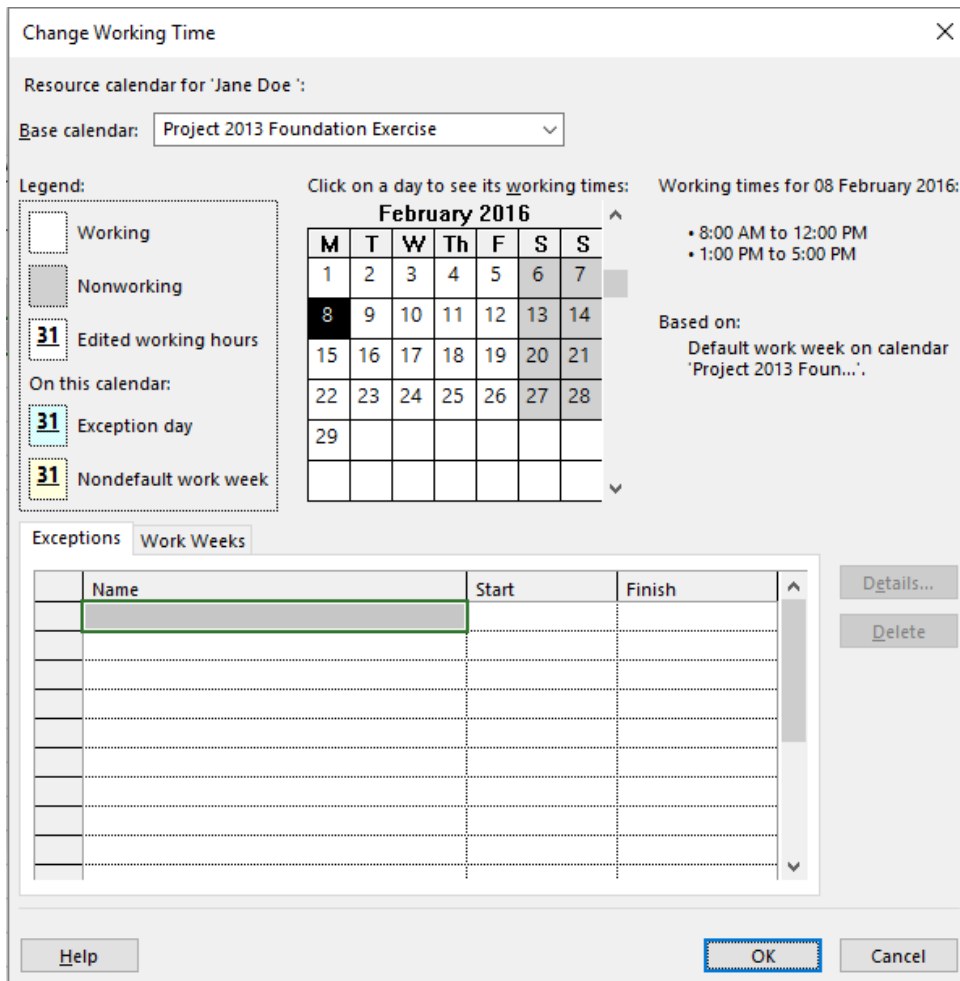 Change Working Time
Resource calendar for 'Jane Doe ':
Base calendar: Project 2013 Foundation Exercise
Legend:
Working
Nonworking
31 Edited working hours
On this calendar:
31 Exception day
31 Nondefault work week
Click on a day to see its working times:
February 2016
M T W Th F S S
1 2 3 4 5 6 7
8 9 10 11 12 13 14
15 16 17 18 19 20 21
22 23 24 25 26 27 28
29
Working times for 08 February 2016:
• 8:00 AM to 12:00 PM
• 1:00 PM to 5:00 PM
Based on:
Default work week on calendar
'Project 2013 Foun...'.
Exceptions Work Weeks
Name Start Finish
Details...
Delete
Help OK Cancel